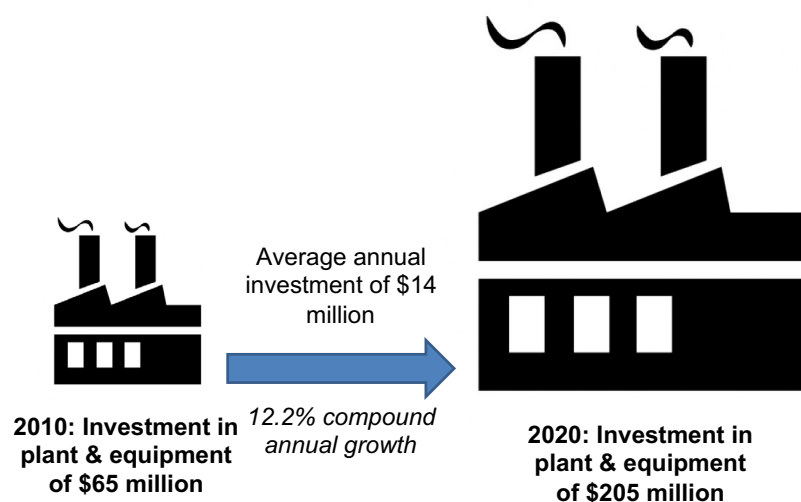 Average annual
investment of $14
million
12.2% compound
annual growth
2010: Investment in
plant & equipment
of $65 million
2020: Investment in
plant & equipment
of $205 million